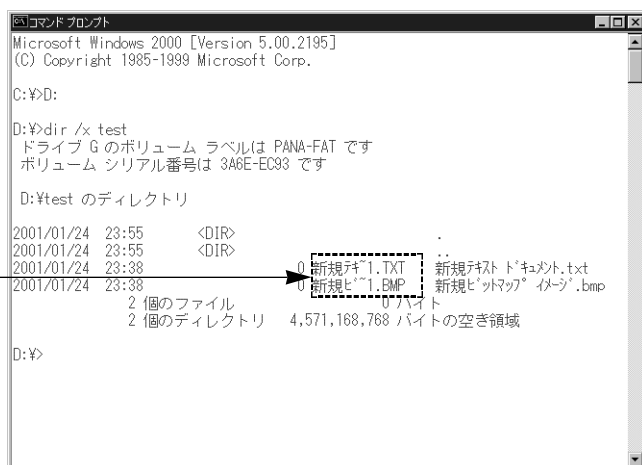 コマンド プロンプト
Microsoft Windows 2000 [Version 5.00.2195]
(C) Copyright 1985-1999 Microsoft Corp.
C:¥>D:
D:¥>dir /x test
ドライブ G のボリューム ラベルは PANA-FAT です
ボリューム シリアル番号は 3A6E-EC93 です
D:¥test のディレクトリ
2001/01/24 23:55 <DIR> .
2001/01/24 23:55 <DIR> ..
2001/01/24 23:38 0 新規ﾃｷ~1.TXT 新規ﾃｷｽﾄ ﾄﾞｷｭﾒﾝﾄ.txt
2001/01/24 23:38 0 新規ﾋﾞ~1.BMP 新規ﾋﾞｯﾄﾏｯﾌﾟ ｲﾒｰｼﾞ.bmp
2 個のファイル 0 バイト
2 個のディレクトリ 4,571,168,768 バイトの空き領域
D:¥>